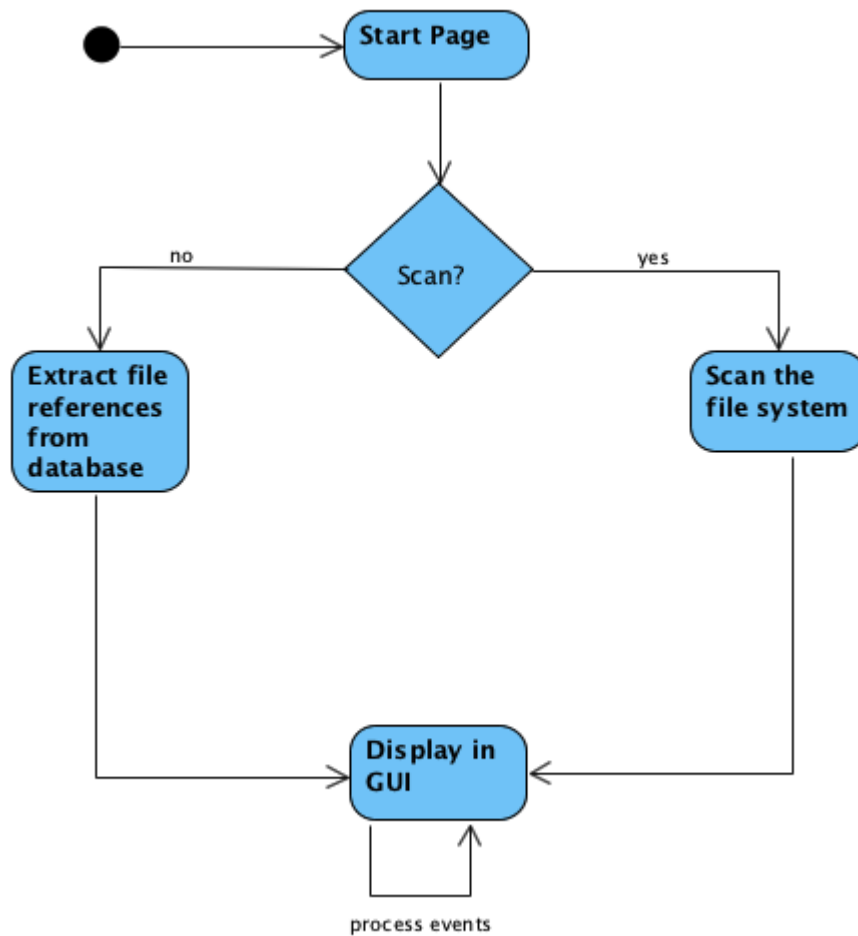 Start Page
no
yes
Scan?
Extract file
references
from
database
Scan the
file system
Display in
GUI
process events